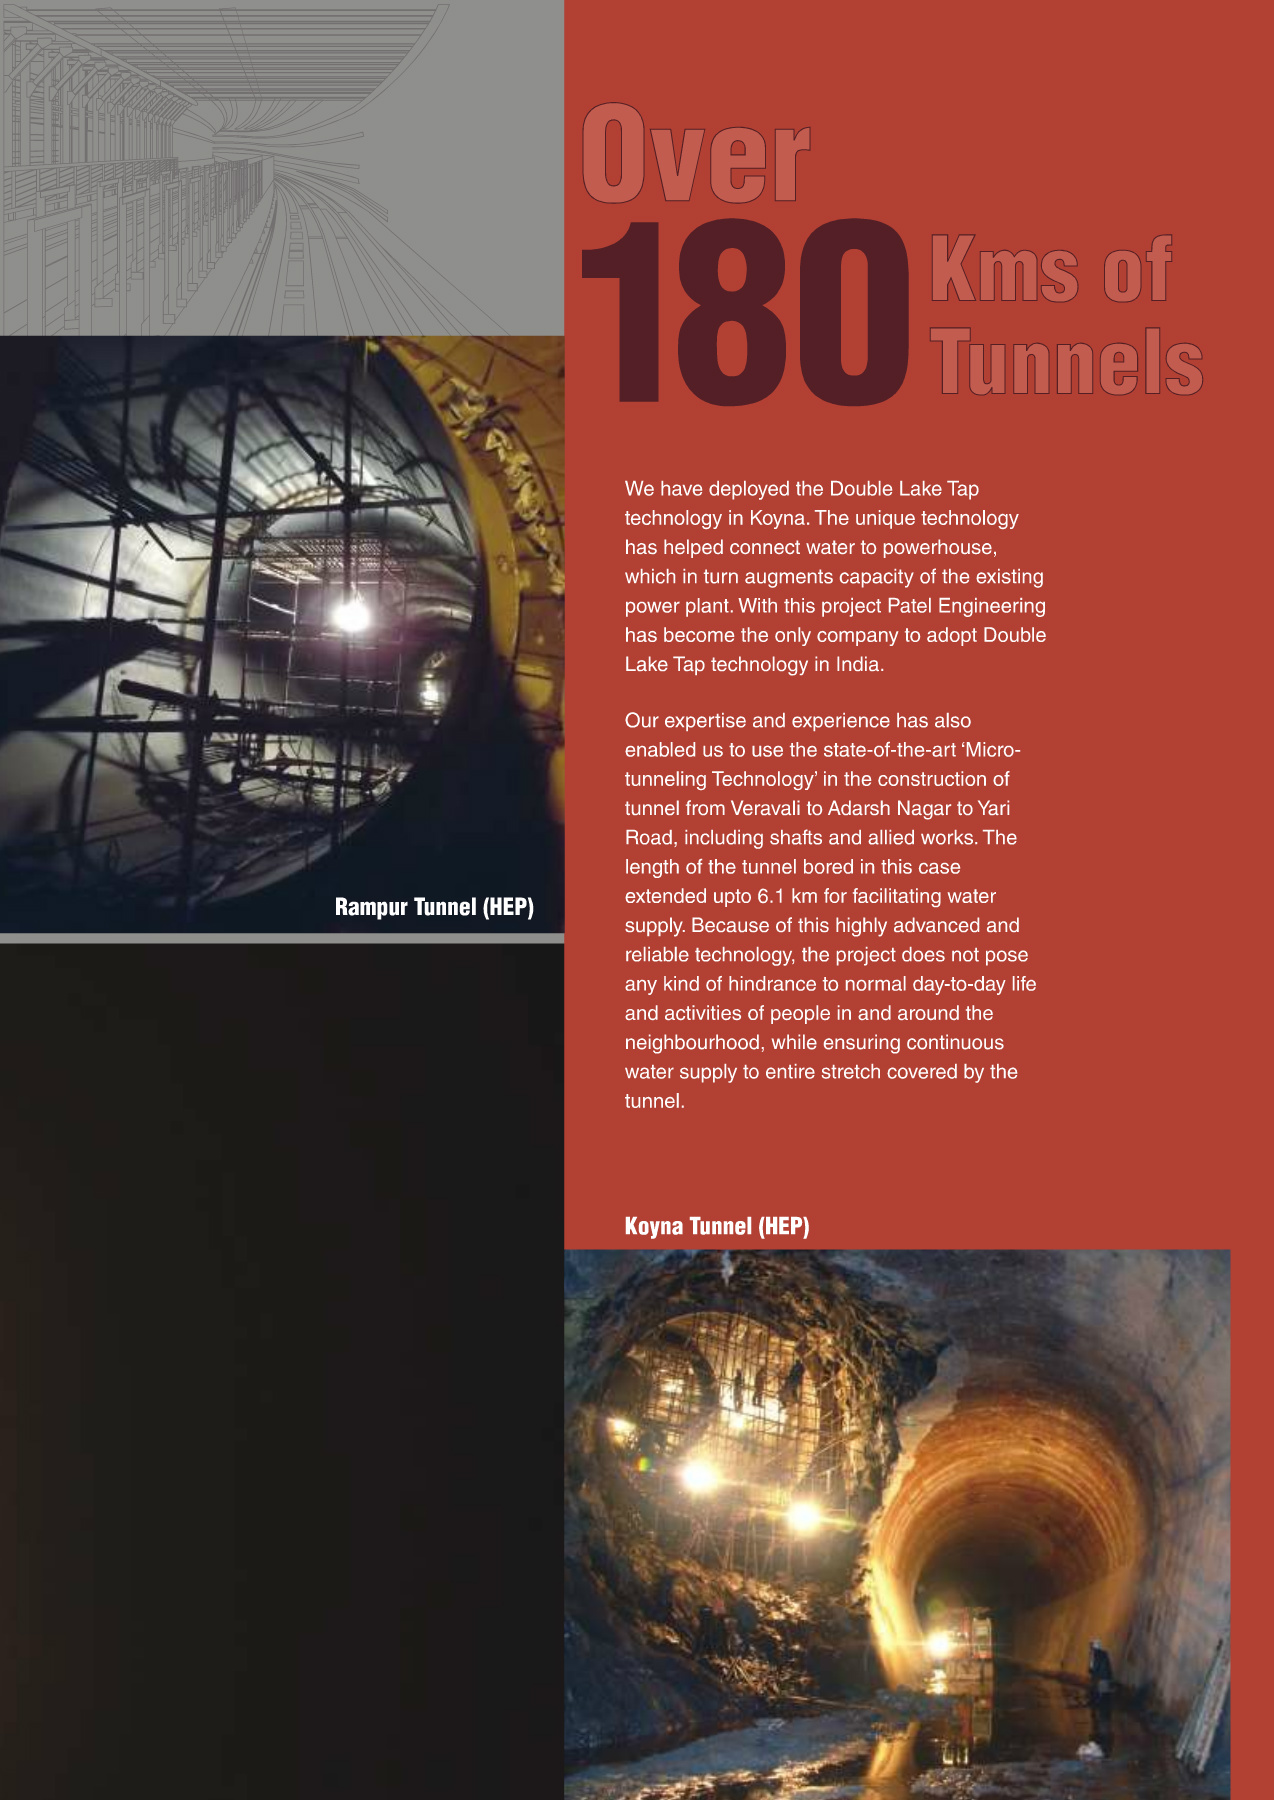 Over
180 Kms of
Tunnels
We have deployed the Double Lake Tap
technology in Koyna. The unique technology
has helped connect water to powerhouse,
which in turn augments capacity of the existing
power plant. With this project Patel Engineering
has become the only company to adopt Double
Lake Tap technology in India.
Our expertise and experience has also
enabled us to use the state-of-the-art ‘Micro-
tunneling Technology’ in the construction of
tunnel from Veravali to Adarsh Nagar to Yari
Road, including shafts and allied works. The
length of the tunnel bored in this case
extended upto 6.1 km for facilitating water
supply. Because of this highly advanced and
reliable technology, the project does not pose
any kind of hindrance to normal day-to-day life
and activities of people in and around the
neighbourhood, while ensuring continuous
water supply to entire stretch covered by the
tunnel.
Rampur Tunnel (HEP)
Koyna Tunnel (HEP)